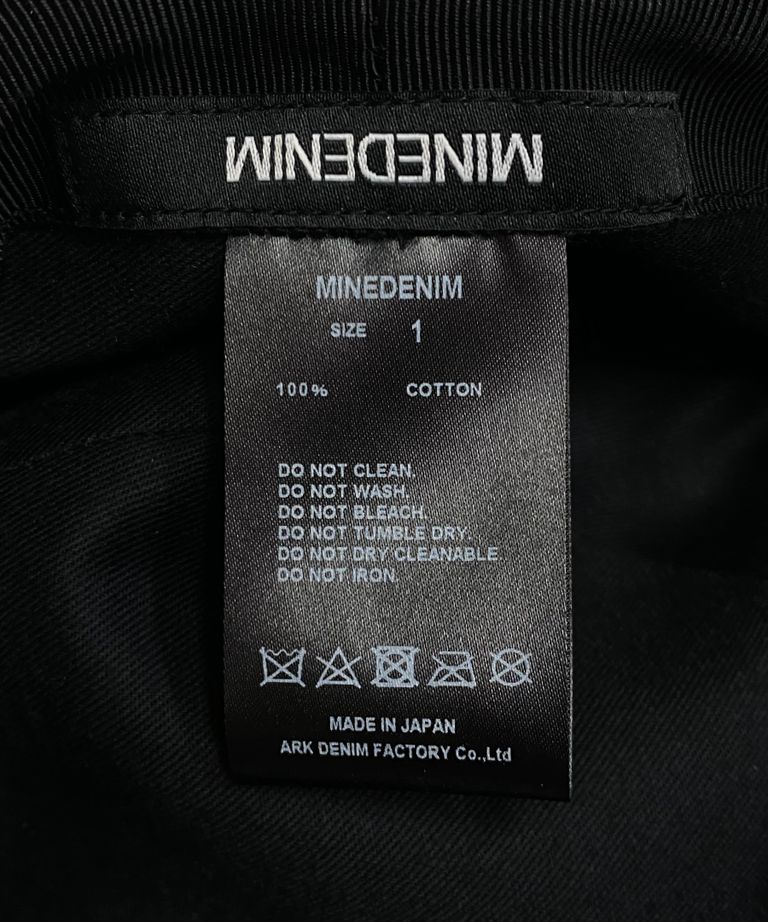 MINEDENIM
MINEDENIM
SIZE 1
100% COTTON
DO NOT CLEAN.
DO NOT WASH.
DO NOT BLEACH.
DO NOT TUMBLE DRY.
DO NOT DRY CLEANABLE
DO NOT IRON.
MADE IN JAPAN
ARK DENIM FACTORY Co.,Ltd